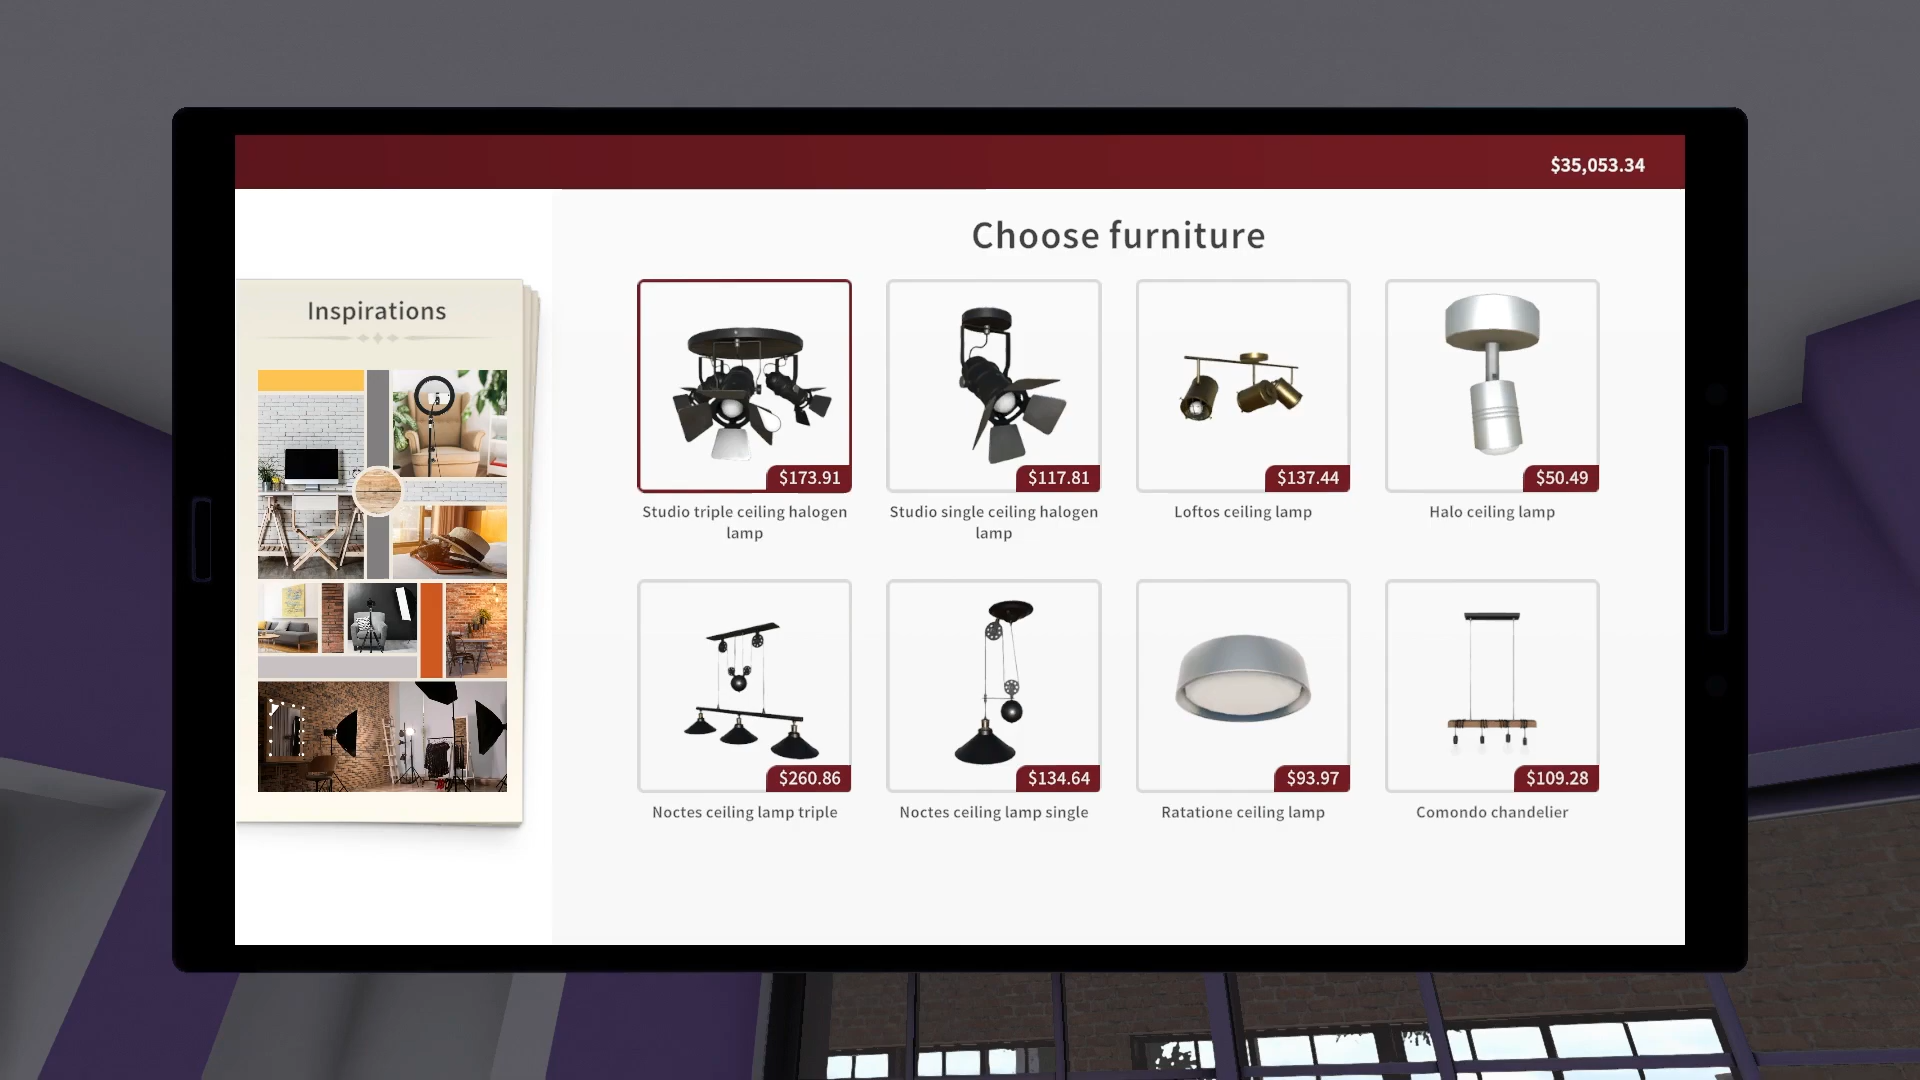 $35,053.34
Choose furniture
Inspirations
$173.91
$117.81
$137.44
$50.49
Studio triple ceiling halogen
lamp
Studio single ceiling halogen
lamp
Loftos ceiling lamp
Halo ceiling lamp
$260.86
$134.64
$93.97
$109.28
Noctes ceiling lamp triple
Noctes ceiling lamp single
Ratatione ceiling lamp
Comondo chandelier